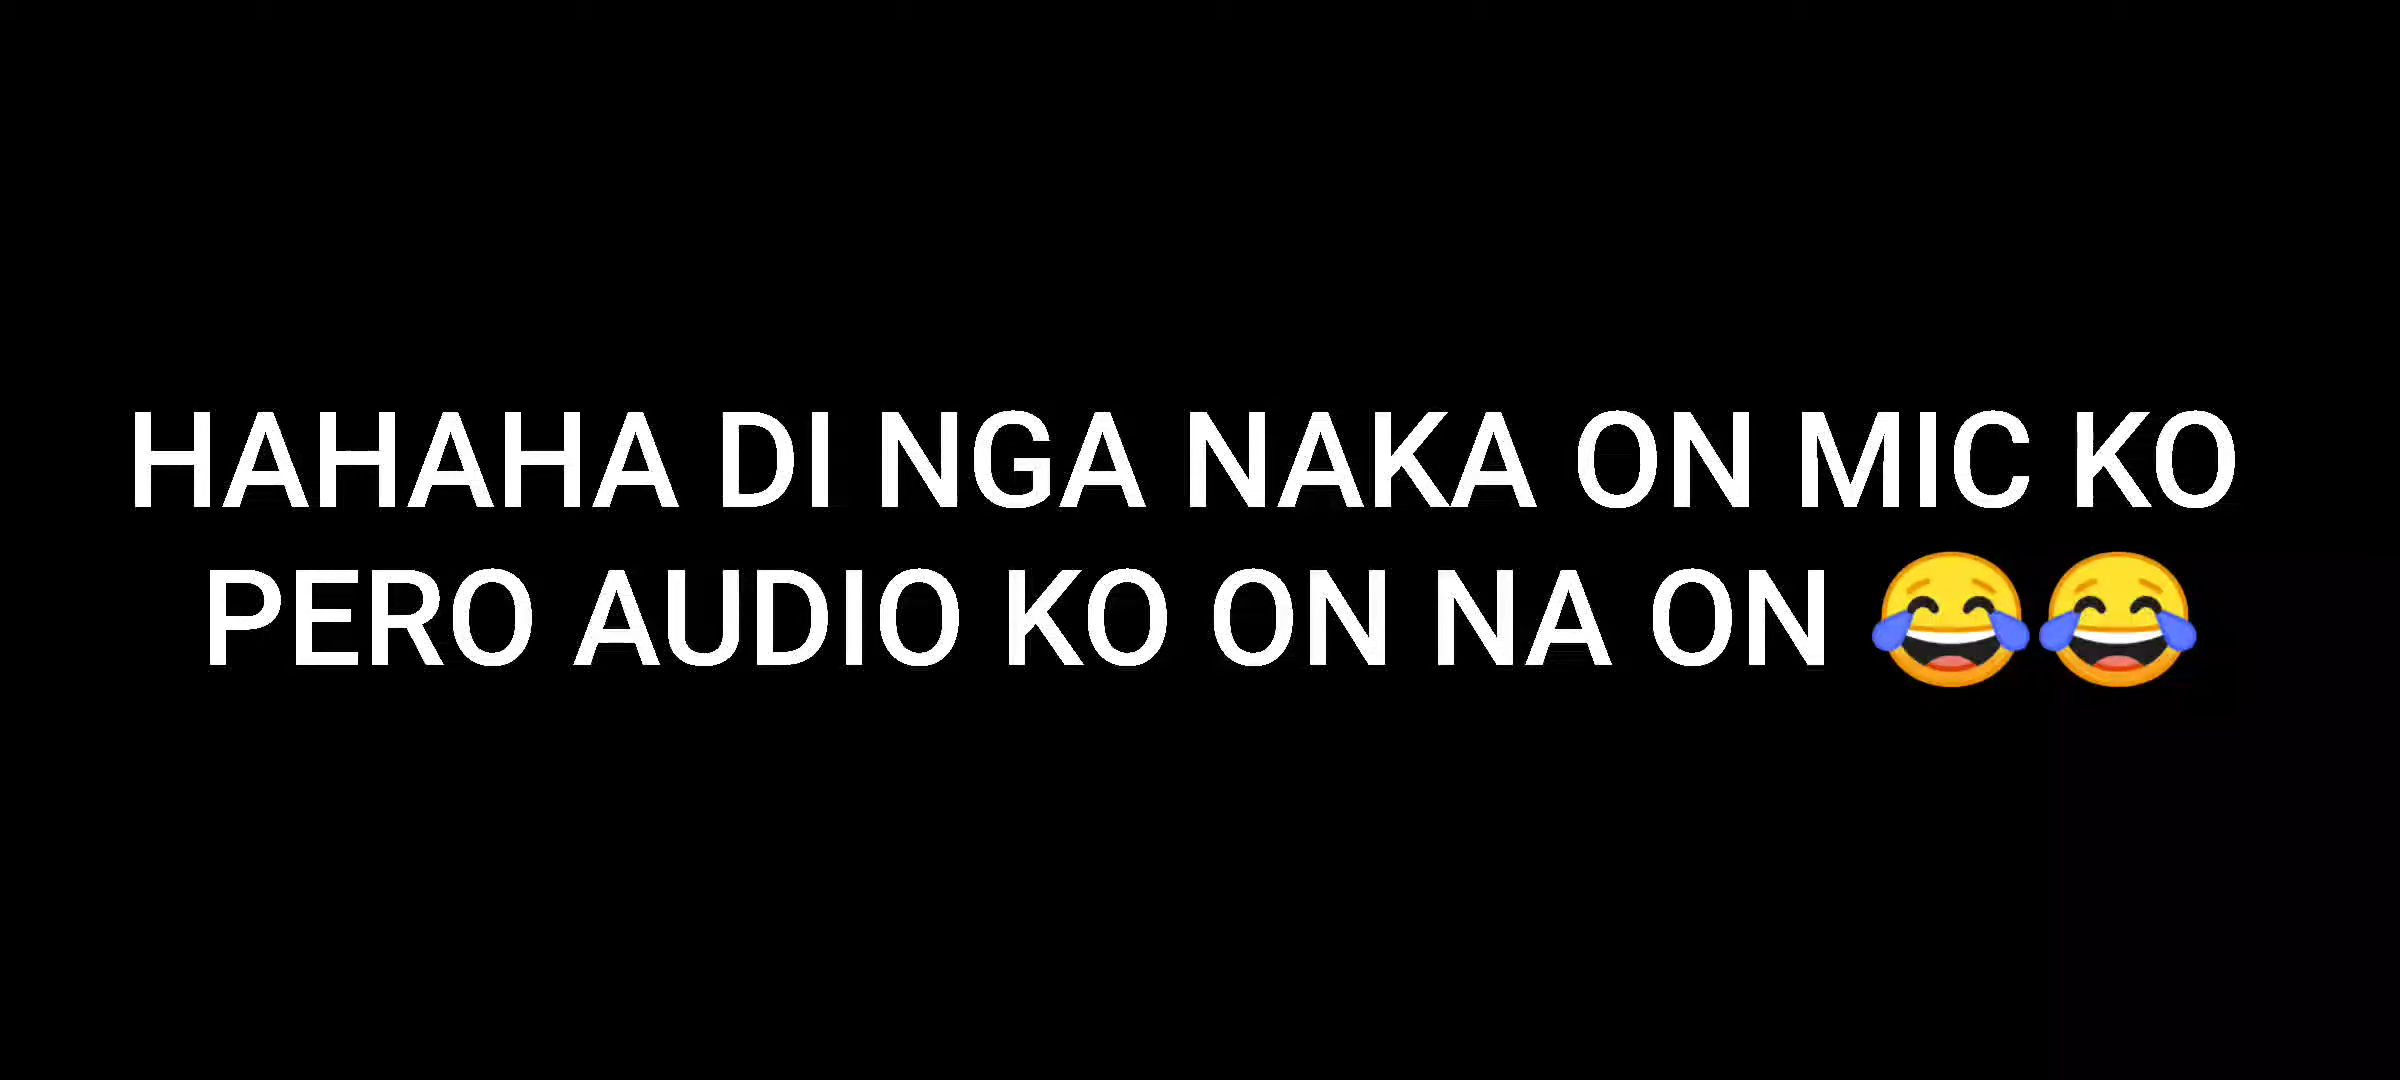 HAHAHA DI NGA NAKA ON MIC KO
PERO AUDIO KO ON NA ON 😂😂